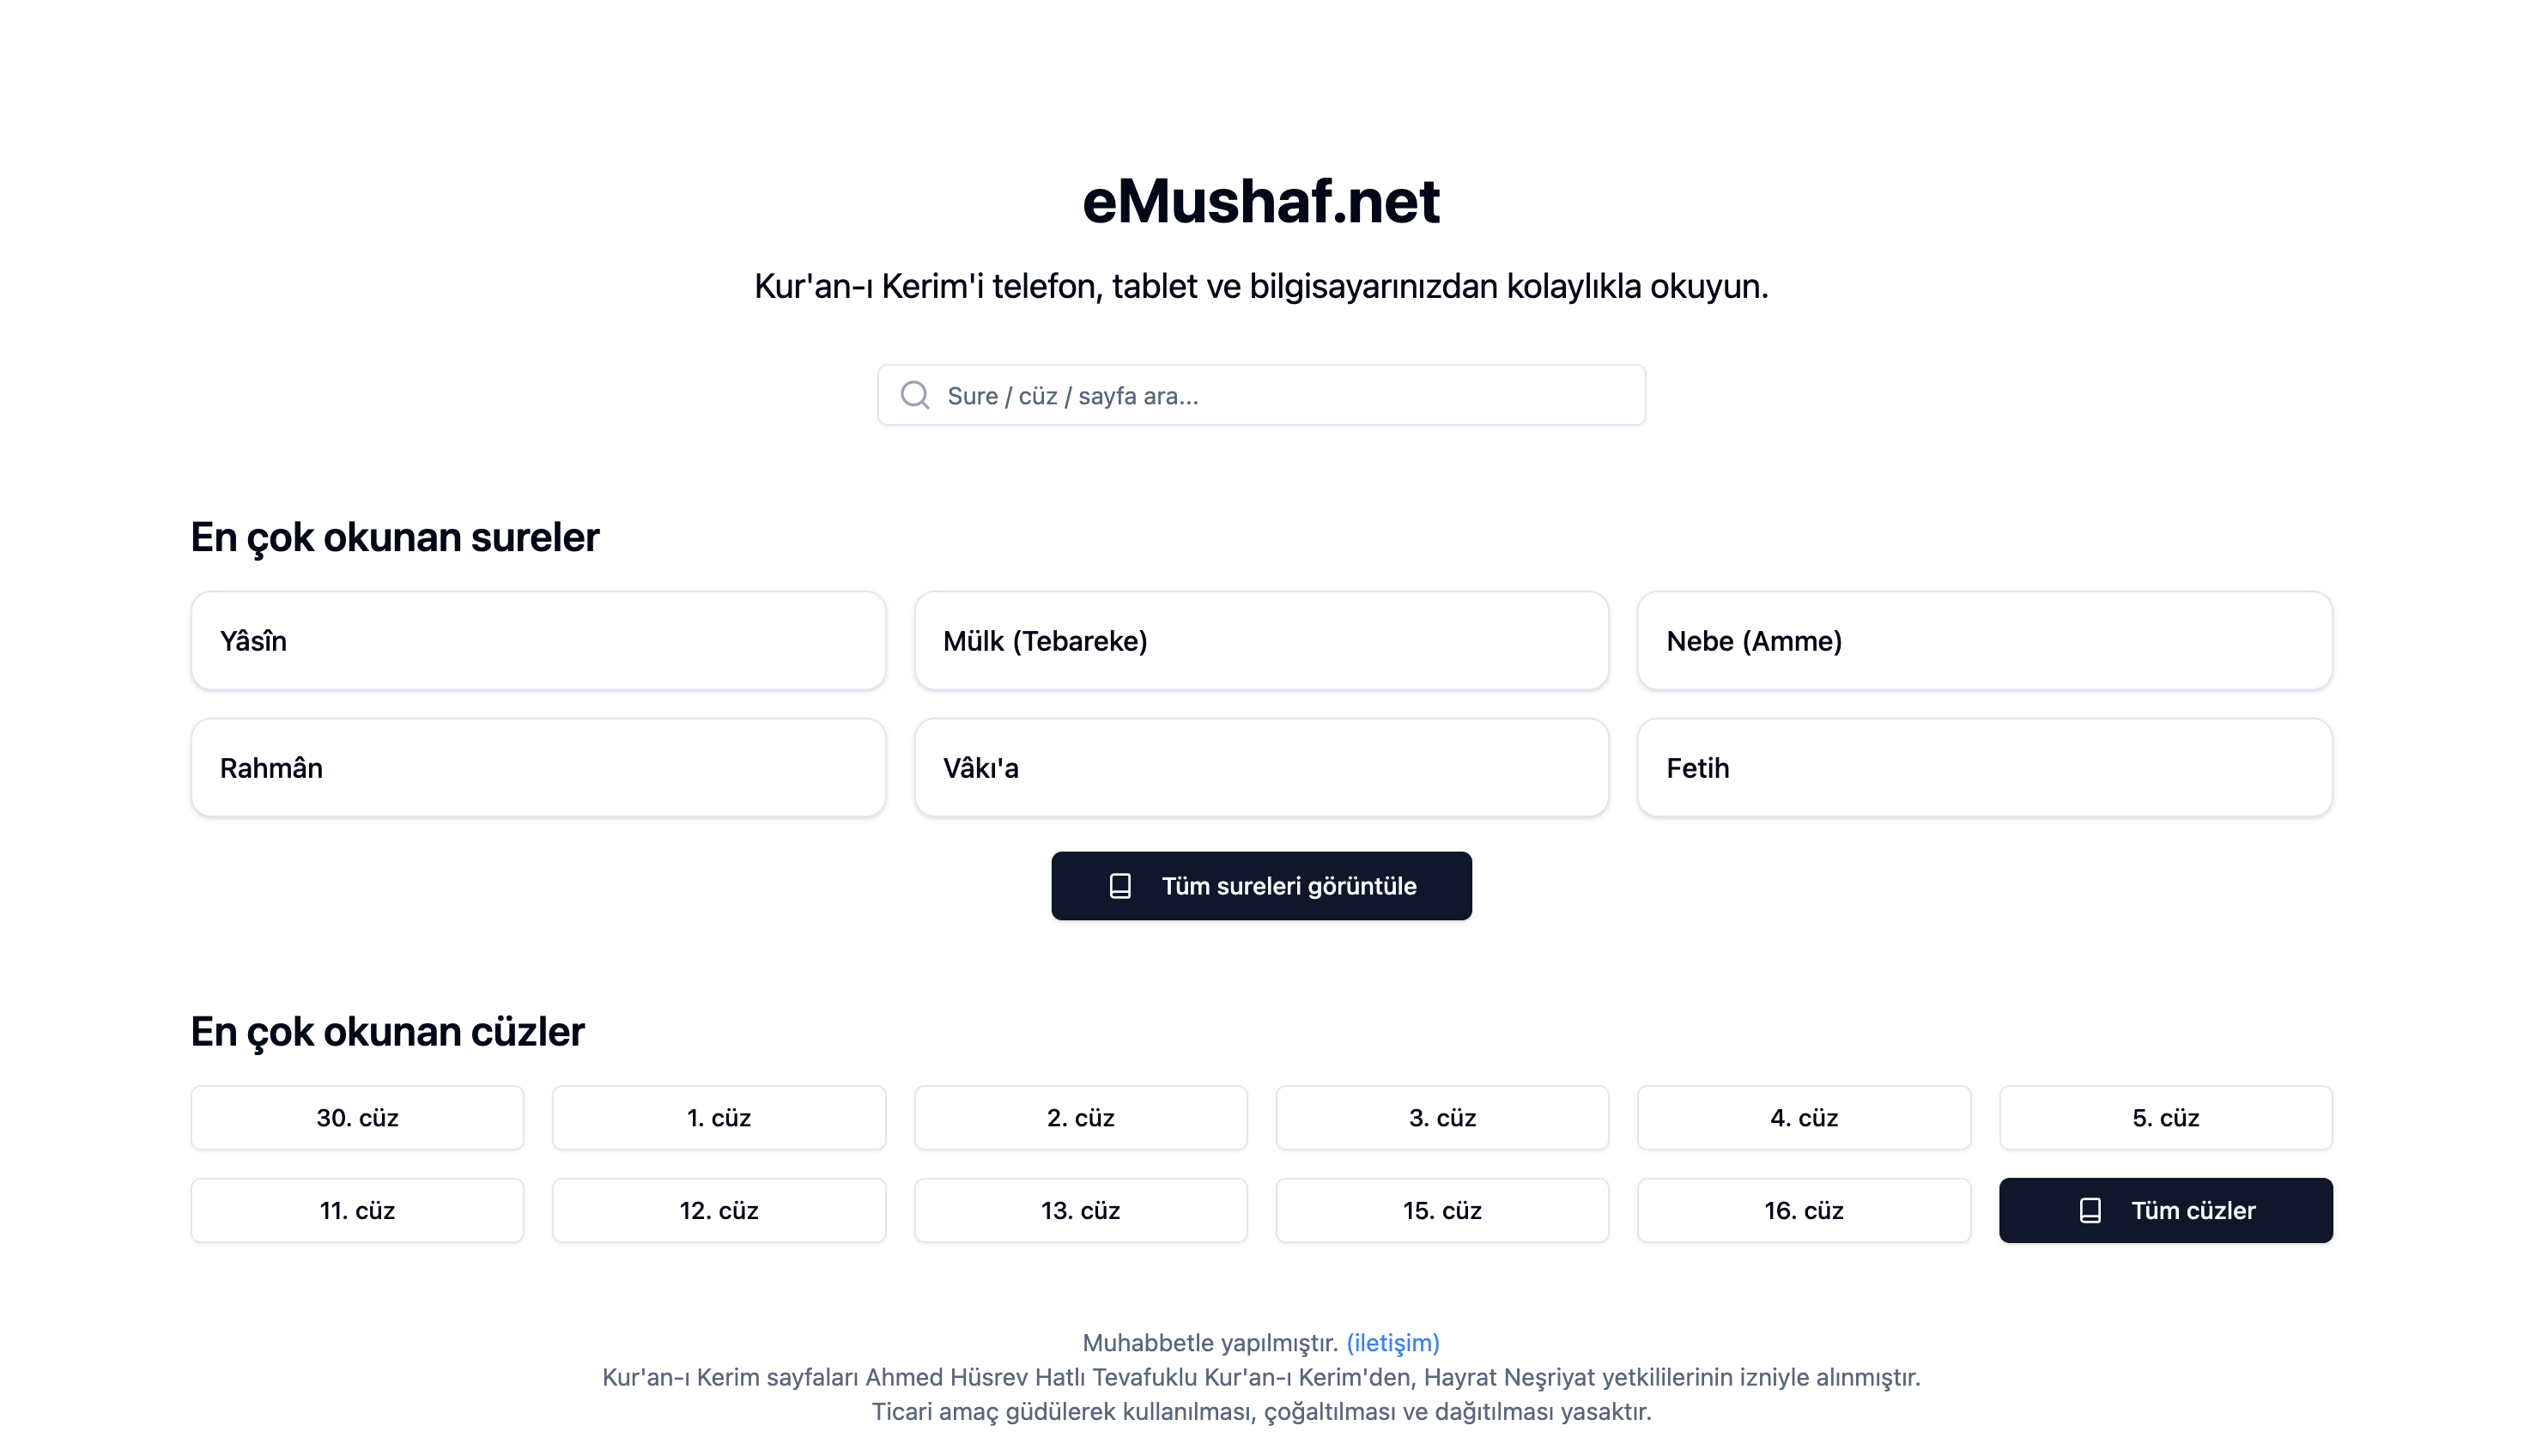 eMushaf.net
Kur'an-ı Kerim'i telefon, tablet ve bilgisayarınızdan kolaylıkla okuyun.
Sure / cüz / sayfa ara...
En çok okunan sureler
Yâsîn
Mülk (Tebareke)
Nebe (Amme)
Rahmân
Vâkı'a
Fetih
Tüm sureleri görüntüle
En çok okunan cüzler
30. cüz
1. cüz
2. cüz
3. cüz
4. cüz
5. cüz
11. cüz
12. cüz
13. cüz
15. cüz
16. cüz
Tüm cüzler
Muhabbetle yapılmıştır. (iletişim)
Kur'an-ı Kerim sayfaları Ahmed Hüsrev Hatlı Tevafuklu Kur'an-ı Kerim'den, Hayrat Neşriyat yetkililerinin izniyle alınmıştır.
Ticari amaç güdülerek kullanılması, çoğaltılması ve dağıtılması yasaktır.